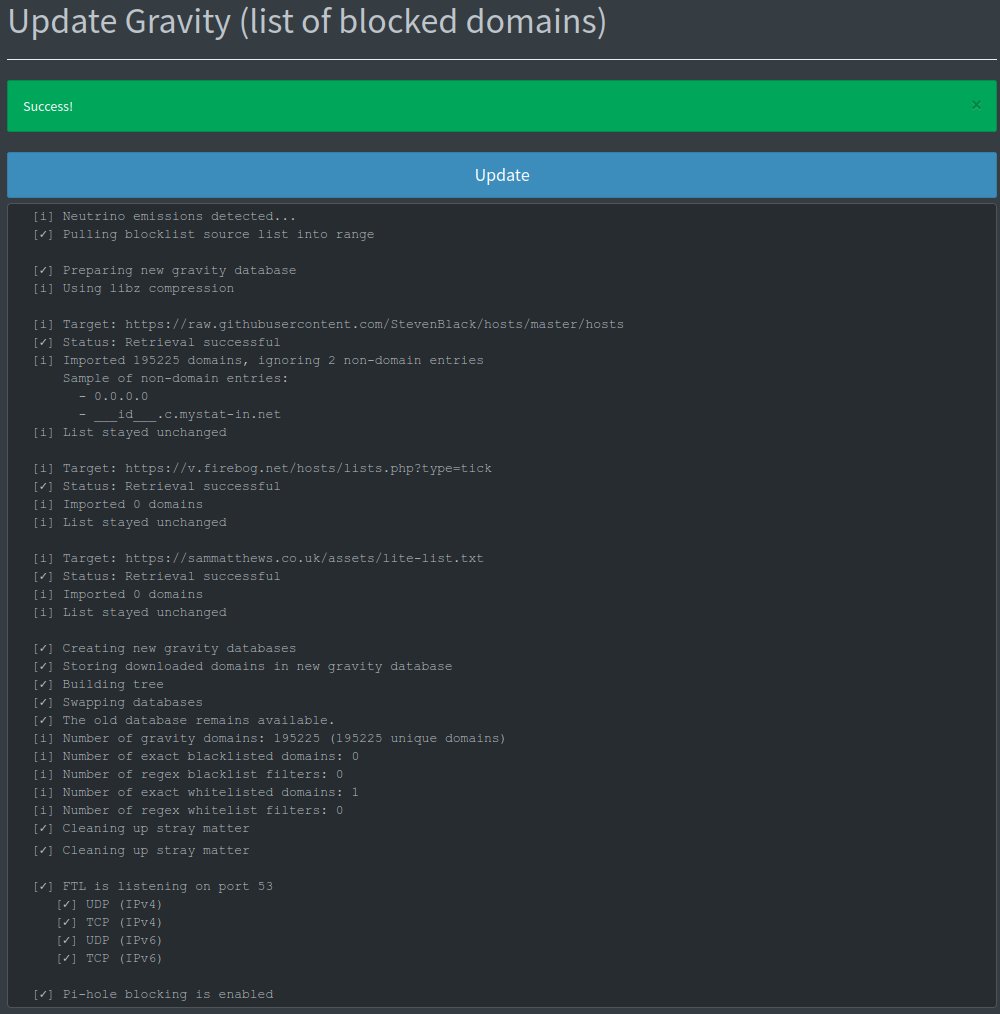 Update Gravity (list of blocked domains)
Success!
×
Update
[i] Neutrino emissions detected...
[✓] Pulling blocklist source list into range
[✓] Preparing new gravity database
[i] Using libz compression
[i] Target: https://raw.githubusercontent.com/StevenBlack/hosts/master/hosts
[✓] Status: Retrieval successful
[i] Imported 195225 domains, ignoring 2 non-domain entries
Sample of non-domain entries:
- 0.0.0.0
- ___id___.c.mystat-in.net
[i] List stayed unchanged
[i] Target: https://v.firebog.net/hosts/lists.php?type=tick
[✓] Status: Retrieval successful
[i] Imported 0 domains
[i] List stayed unchanged
[i] Target: https://sammatthews.co.uk/assets/lite-list.txt
[✓] Status: Retrieval successful
[i] Imported 0 domains
[i] List stayed unchanged
[✓] Creating new gravity databases
[✓] Storing downloaded domains in new gravity database
[✓] Building tree
[✓] Swapping databases
[✓] The old database remains available.
[i] Number of gravity domains: 195225 (195225 unique domains)
[i] Number of exact blacklisted domains: 0
[i] Number of regex blacklist filters: 0
[i] Number of exact whitelisted domains: 1
[i] Number of regex whitelist filters: 0
[✓] Cleaning up stray matter
[✓] Cleaning up stray matter
[✓] FTL is listening on port 53
[✓] UDP (IPv4)
[✓] TCP (IPv4)
[✓] UDP (IPv6)
[✓] TCP (IPv6)
[✓] Pi-hole blocking is enabled